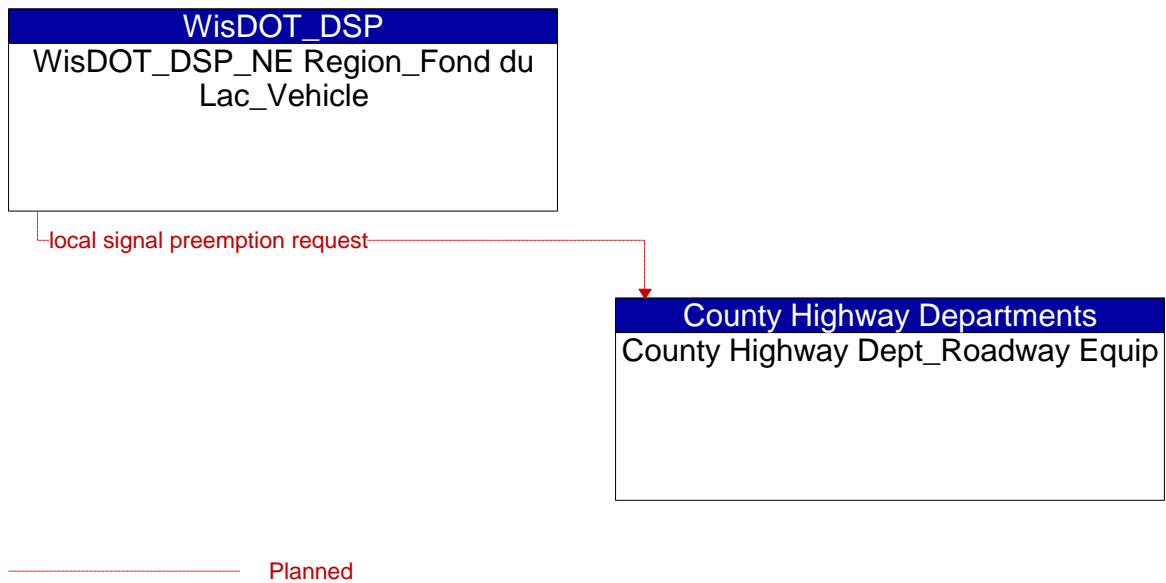 WisDOT_DSP
WisDOT_DSP_NE Region_Fond du
Lac_Vehicle
local signal preemption request
County Highway Departments
County Highway Dept_Roadway Equip
Planned